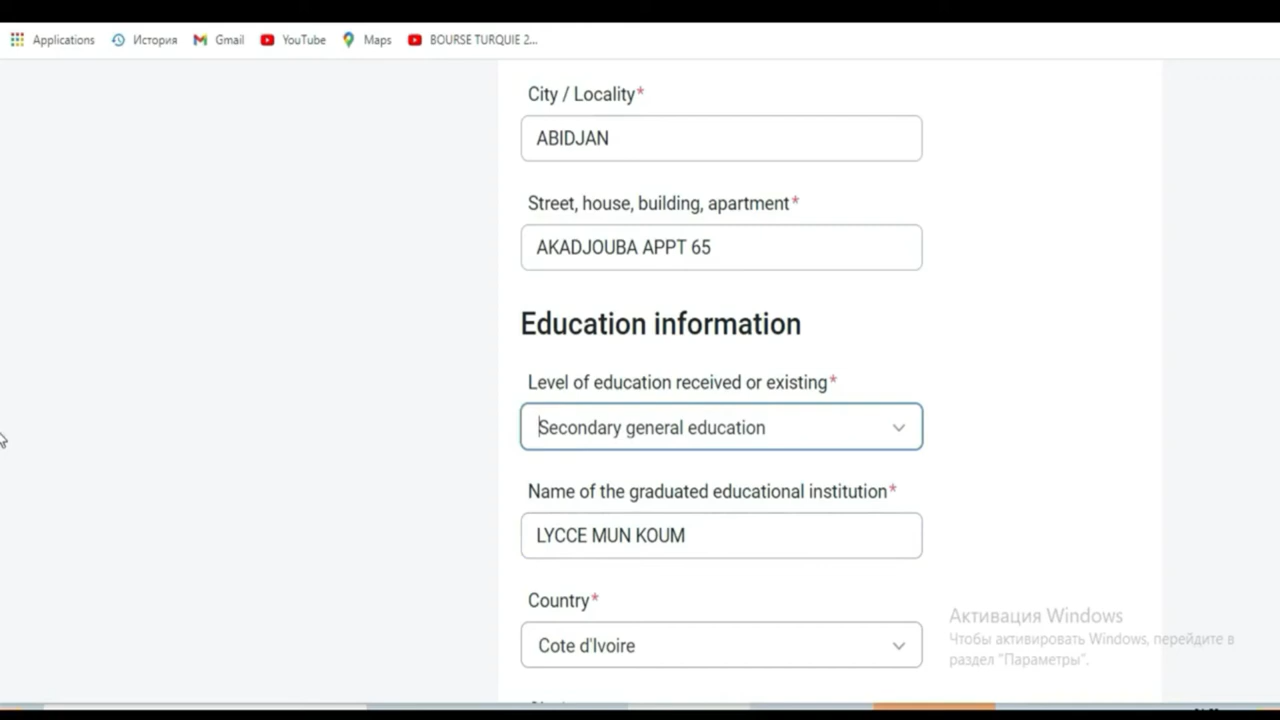 Applications История Gmail YouTube Maps BOURSE TURQUIE 2...
City / Locality*
ABIDJAN
Street, house, building, apartment*
AKADJOUBA APPT 65
Education information
Level of education received or existing*
Secondary general education
Name of the graduated educational institution*
LYCCE MUN KOUM
Country*
Cote d'Ivoire
Активация Windows
Чтобы активировать Windows, перейдите в
раздел "Параметры".